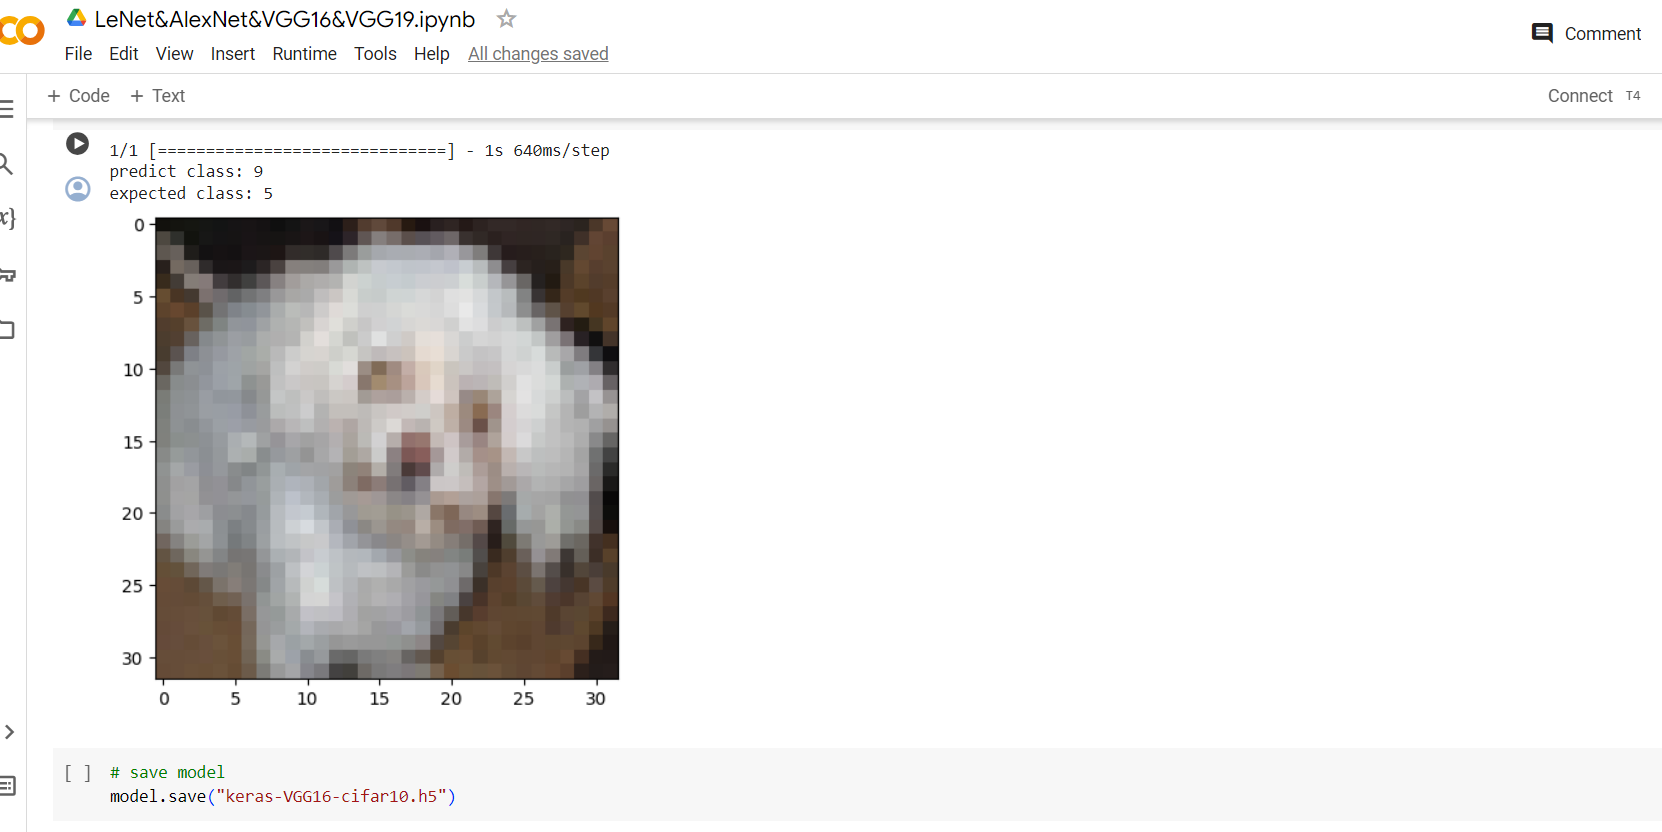 LeNet&AlexNet&VGG16&VGG19.ipynb
File Edit View Insert Runtime Tools Help All changes saved
Comment
+ Code + Text
Connect T4
1/1 [==============================] - 1s 640ms/step
predict class: 9
expected class: 5
0
5
10
15
20
25
30
0 5 10 15 20 25 30
[ ] # save model
model.save("keras-VGG16-cifar10.h5")